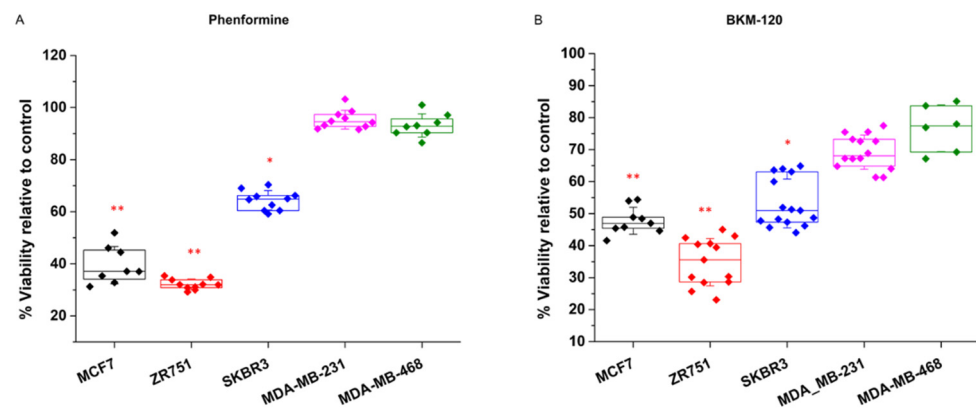 A
Phenformine
% Viability relative to control
120
100
80
60
40
20
**
**
*
MCF7
ZR751
SKBR3
MDA-MB-231
MDA-MB-468
B
BKM-120
% Viability relative to control
100
90
80
70
60
50
40
30
20
10
**
**
*
MCF7
ZR751
SKBR3
MDA_MB-231
MDA-MB-468